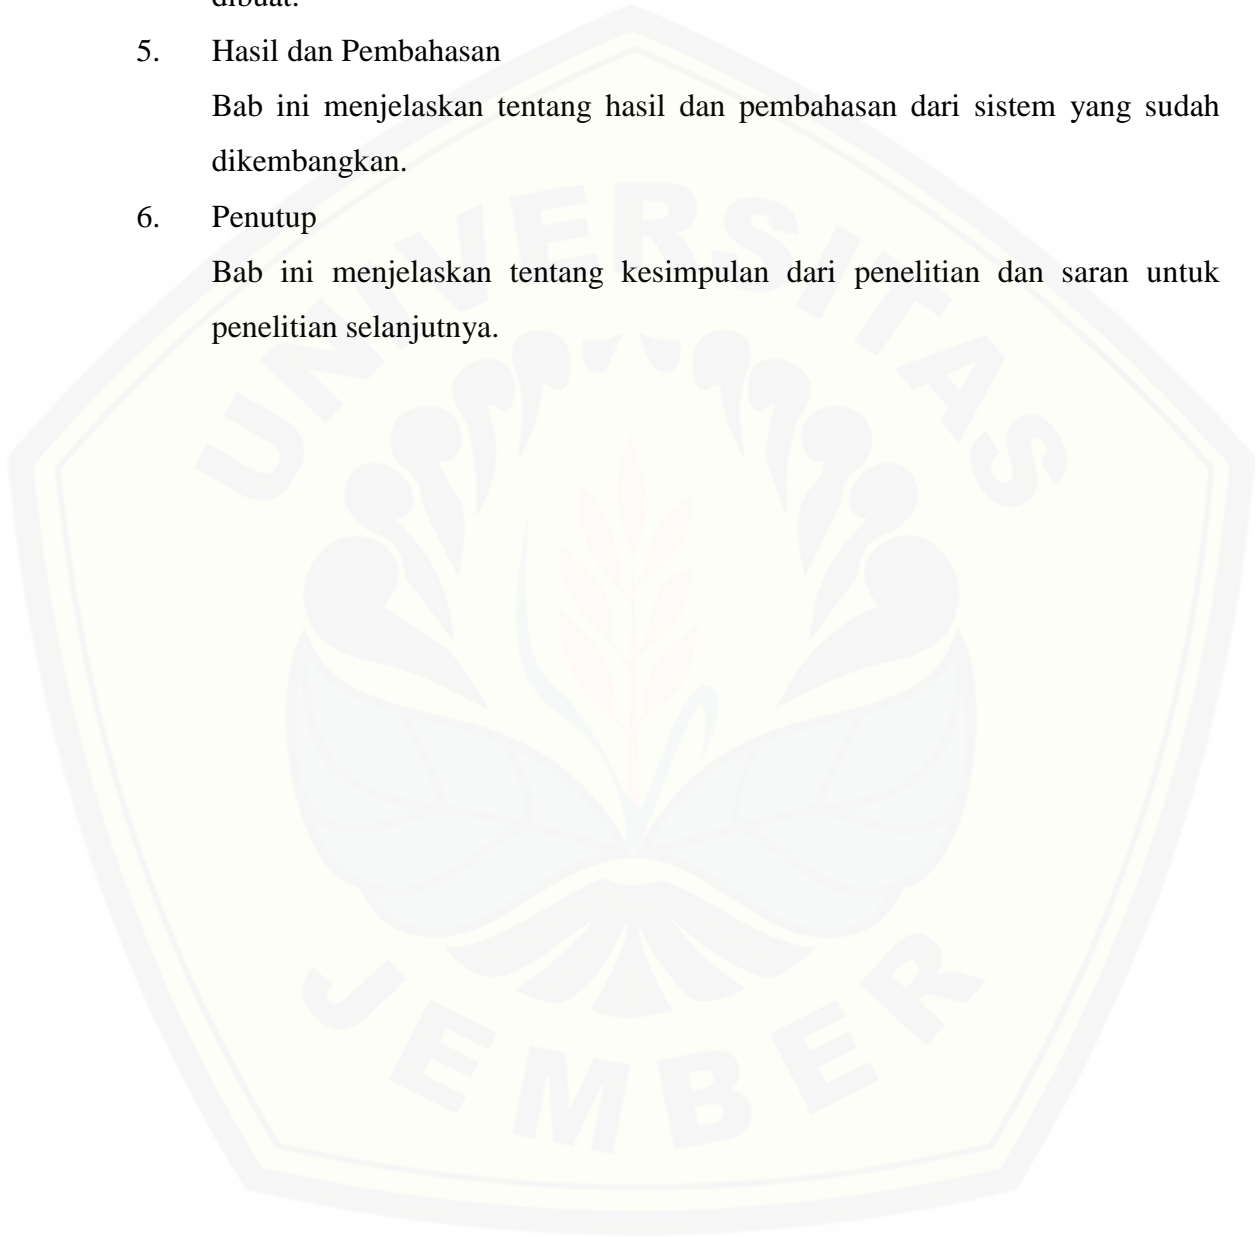 dibuat.
5. Hasil dan Pembahasan
Bab ini menjelaskan tentang hasil dan pembahasan dari sistem yang sudah
dikembangkan.
6. Penutup
Bab ini menjelaskan tentang kesimpulan dari penelitian dan saran untuk
penelitian selanjutnya.
UNIVERSITAS
JEMBER